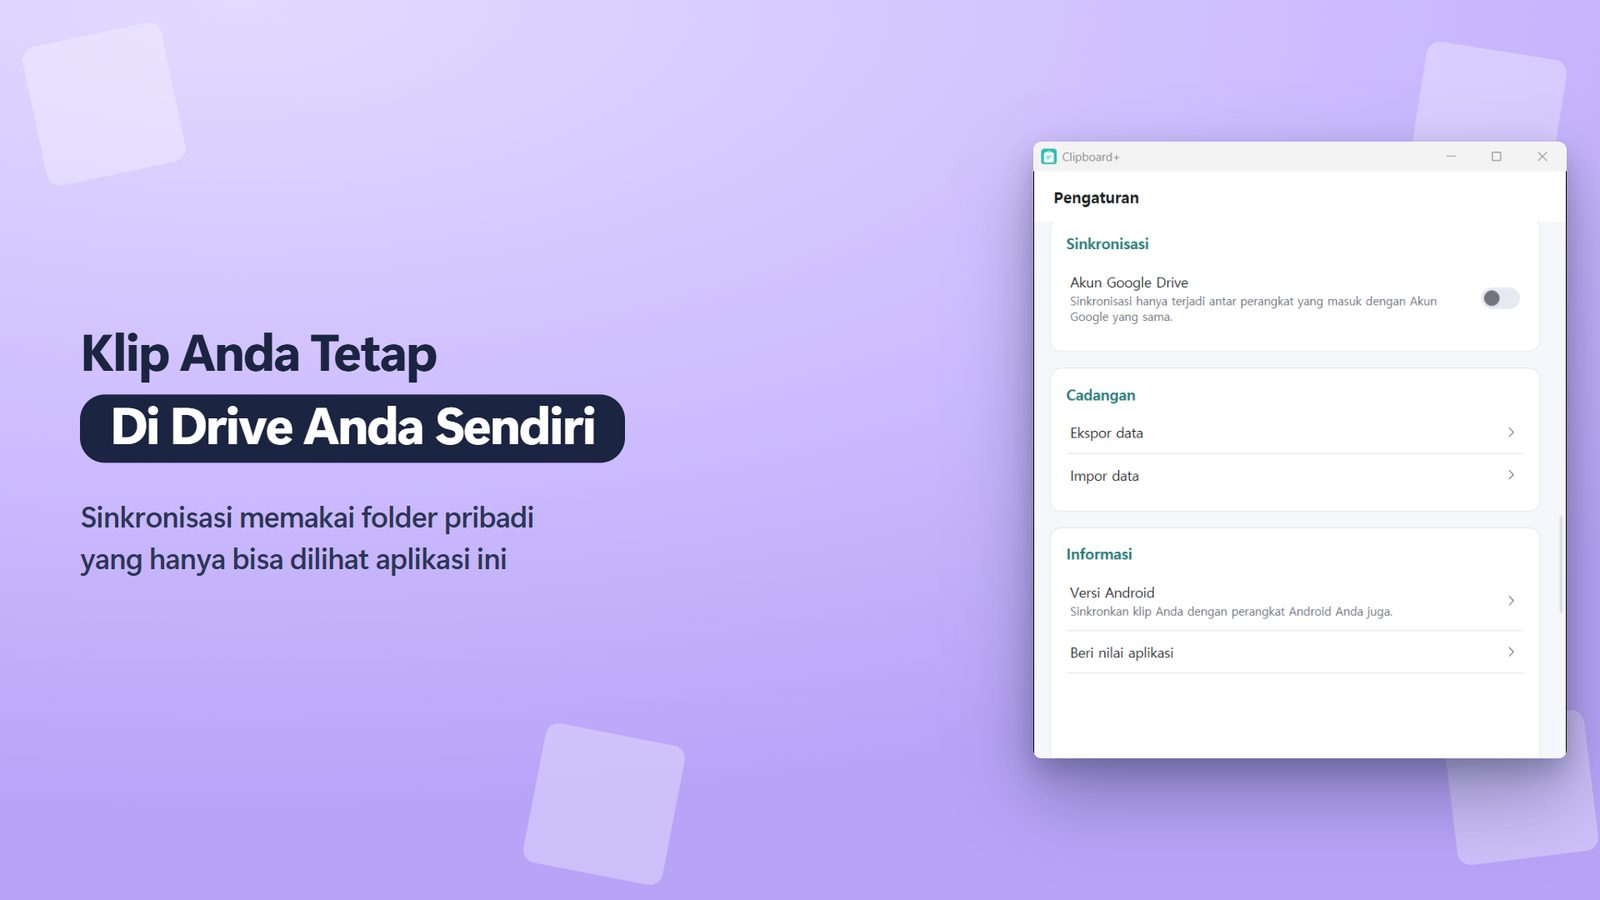 Klip Anda Tetap
Di Drive Anda Sendiri
Sinkronisasi memakai folder pribadi
yang hanya bisa dilihat aplikasi ini
Clipboard+
Pengaturan
Sinkronisasi
Akun Google Drive
Sinkronisasi hanya terjadi antar perangkat yang masuk dengan Akun
Google yang sama.
Cadangan
Ekspor data
Impor data
Informasi
Versi Android
Sinkronkan klip Anda dengan perangkat Android Anda juga.
Beri nilai aplikasi